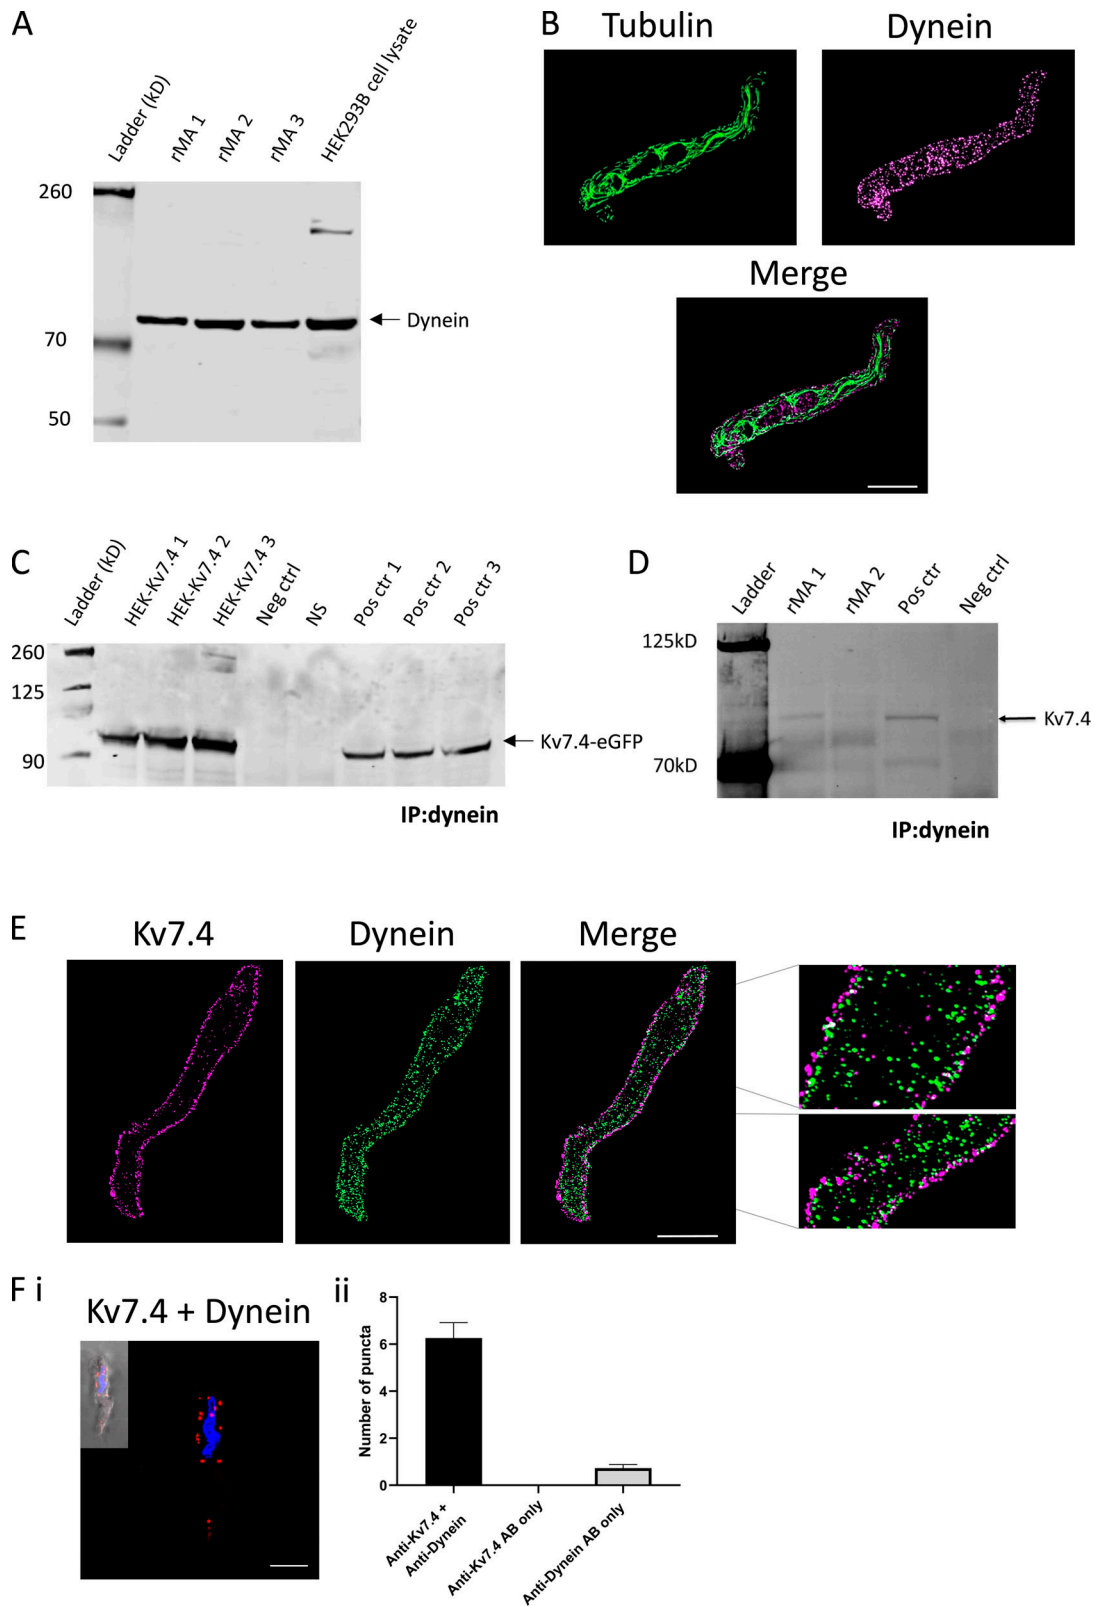 A
Ladder (kD)
rMA 1
rMA 2
rMA 3
HEK293B cell lysate
260
70
50
Dynein
B
Tubulin
Dynein
Merge
C
Ladder (kD)
HEK-Kv7.4 1
HEK-Kv7.4 2
HEK-Kv7.4 3
Neg ctrl
NS
Pos ctr 1
Pos ctr 2
Pos ctr 3
260
125
90
Kv7.4-eGFP
IP:dynein
D
Ladder
rMA 1
rMA 2
Pos ctr
Neg ctrl
125kD
70kD
Kv7.4
IP:dynein
E
Kv7.4
Dynein
Merge
F i
Kv7.4 + Dynein
ii
Number of puncta
8
6
4
2
0
Anti-Kv7.4 +
Anti-Dynein
Anti-Kv7.4 AB only
Anti-Dynein AB only